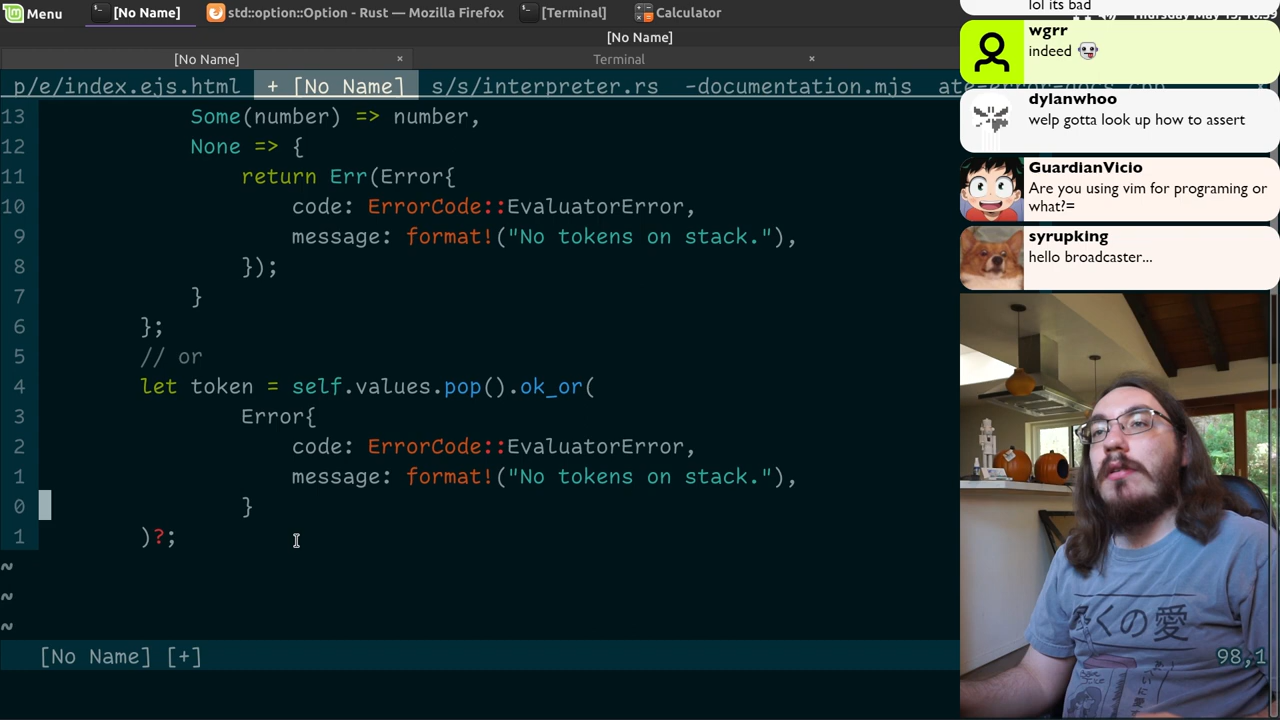 Menu [No Name] std::option::Option - Rust — Mozilla Firefox [Terminal] Calculator
[No Name]
[No Name] × Terminal ×
p/e/index.ejs.html + [No Name] s/s/interpreter.rs -documentation.mjs
13 Some(number) => number,
12 None => {
11 return Err(Error{
10 code: ErrorCode::EvaluatorError,
9 message: format!("No tokens on stack."),
8 });
7 }
6 };
5 // or
4 let token = self.values.pop().ok_or(
3 Error{
2 code: ErrorCode::EvaluatorError,
1 message: format!("No tokens on stack."),
0 }
1 )?;
~
~
~
[No Name] [+]
98,1
lol its bad
wgrr
indeed 👻
dylanwhoo
welp gotta look up how to assert
GuardianVicio
Are you using vim for programing or
what?=
syrupking
hello broadcaster...
くの愛